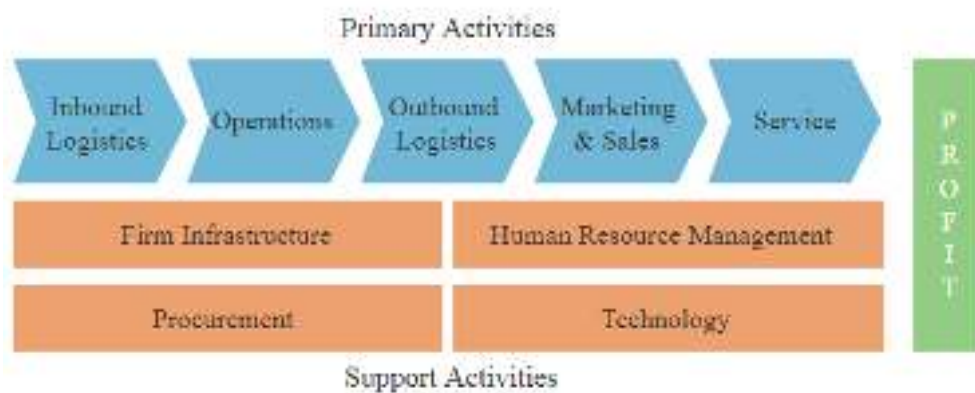 Primary Activities
Inbound
Logistics
Operations
Outbound
Logistics
Marketing
& Sales
Service
PROFIT
Firm Infrastructure
Human Resource Management
Procurement
Technology
Support Activities